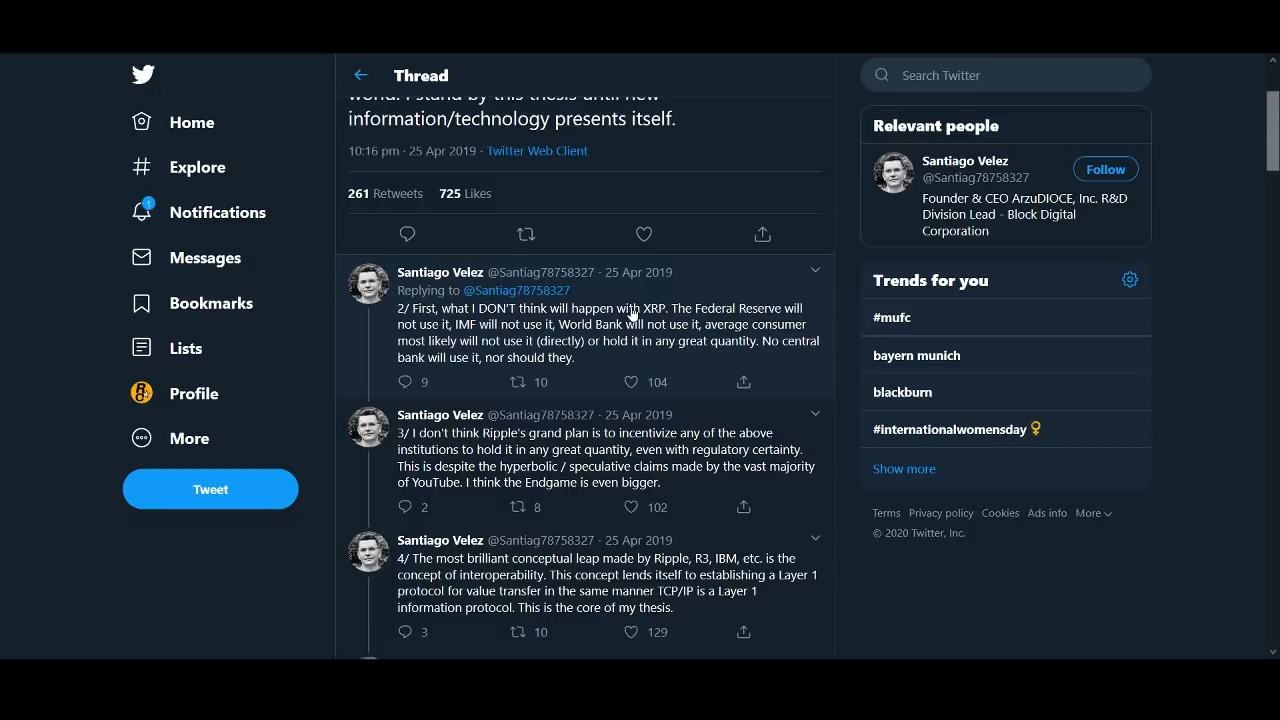 Home
Explore
1
Notifications
Messages
Bookmarks
Lists
Profile
More
Tweet
Thread
world. I stand by this thesis until new
information/technology presents itself.
10:16 pm · 25 Apr 2019 · Twitter Web Client
261 Retweets 725 Likes
Santiago Velez @Santiag78758327 · 25 Apr 2019
Replying to @Santiag78758327
2/ First, what I DON'T think will happen with XRP. The Federal Reserve will
not use it, IMF will not use it, World Bank will not use it, average consumer
most likely will not use it (directly) or hold it in any great quantity. No central
bank will use it, nor should they.
9 10 104
Santiago Velez @Santiag78758327 · 25 Apr 2019
3/ I don't think Ripple's grand plan is to incentivize any of the above
institutions to hold it in any great quantity, even with regulatory certainty.
This is despite the hyperbolic / speculative claims made by the vast majority
of YouTube. I think the Endgame is even bigger.
2 8 102
Santiago Velez @Santiag78758327 · 25 Apr 2019
4/ The most brilliant conceptual leap made by Ripple, R3, IBM, etc. is the
concept of interoperability. This concept lends itself to establishing a Layer 1
protocol for value transfer in the same manner TCP/IP is a Layer 1
information protocol. This is the core of my thesis.
3 10 129
Search Twitter
Relevant people
Santiago Velez
@Santiag78758327
Follow
Founder & CEO ArzuDIOCE, Inc. R&D
Division Lead - Block Digital
Corporation
Trends for you
#mufc
bayern munich
blackburn
#internationalwomensday
Show more
Terms Privacy policy Cookies Ads info More
© 2020 Twitter, Inc.